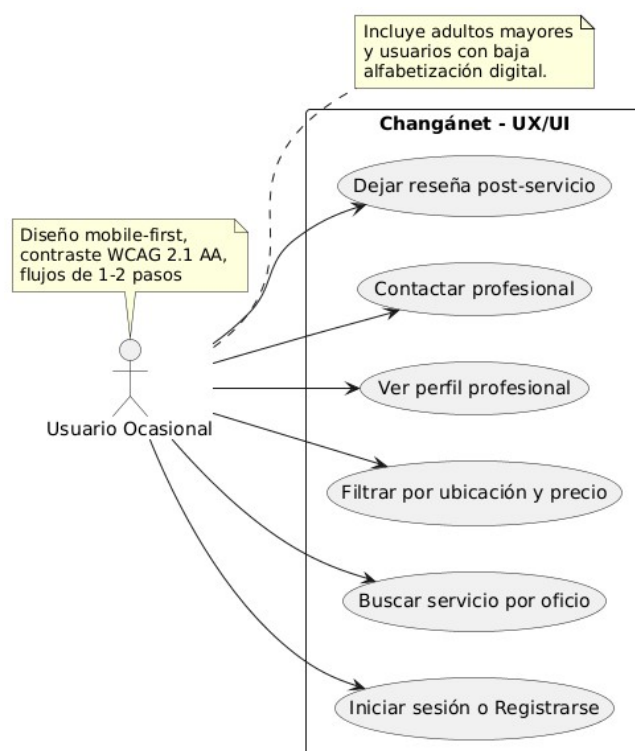 Incluye adultos mayores
y usuarios con baja
alfabetización digital.
Changánet - UX/UI
Dejar reseña post-servicio
Diseño mobile-first,
contraste WCAG 2.1 AA,
flujos de 1-2 pasos
Contactar profesional
Ver perfil profesional
Usuario Ocasional
Filtrar por ubicación y precio
Buscar servicio por oficio
Iniciar sesión o Registrarse